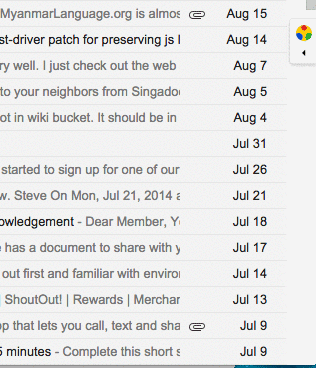 MyanmarLanguage.org is almos Aug 15
st-driver patch for preserving js Aug 14
ry well. I just check out the web Aug 7
to your neighbors from Singadoo Aug 5
ot in wiki bucket. It should be in Aug 4
Jul 31
started to sign up for one of our Jul 26
w. Steve On Mon, Jul 21, 2014 a Jul 21
owledgement - Dear Member, Y Jul 18
e has a document to share with y Jul 17
out first and familiar with enviro Jul 14
| ShoutOut! | Rewards | Merchan Jul 13
op that lets you call, text and sha Jul 9
5 minutes - Complete this short s Jul 9